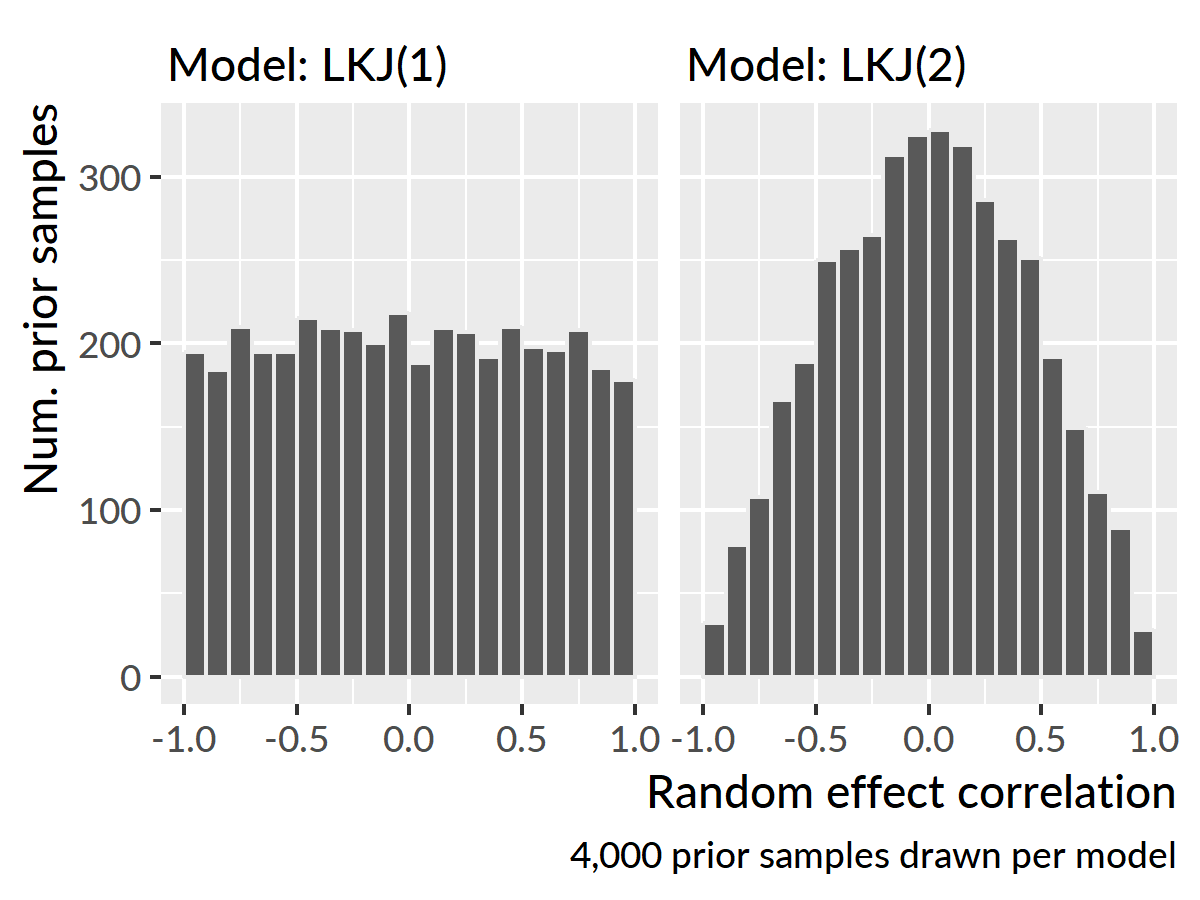 Model: LKJ(1)
Model: LKJ(2)
Num. prior samples
300
200
100
0
-1.0 -0.5 0.0 0.5 1.0
-1.0 -0.5 0.0 0.5 1.0
Random effect correlation
4,000 prior samples drawn per model